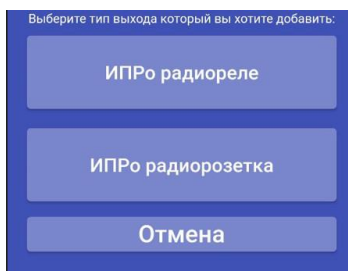 Выберите тип выхода который вы хотите добавить:
ИПРо радиореле
ИПРо радиорозетка
Отмена